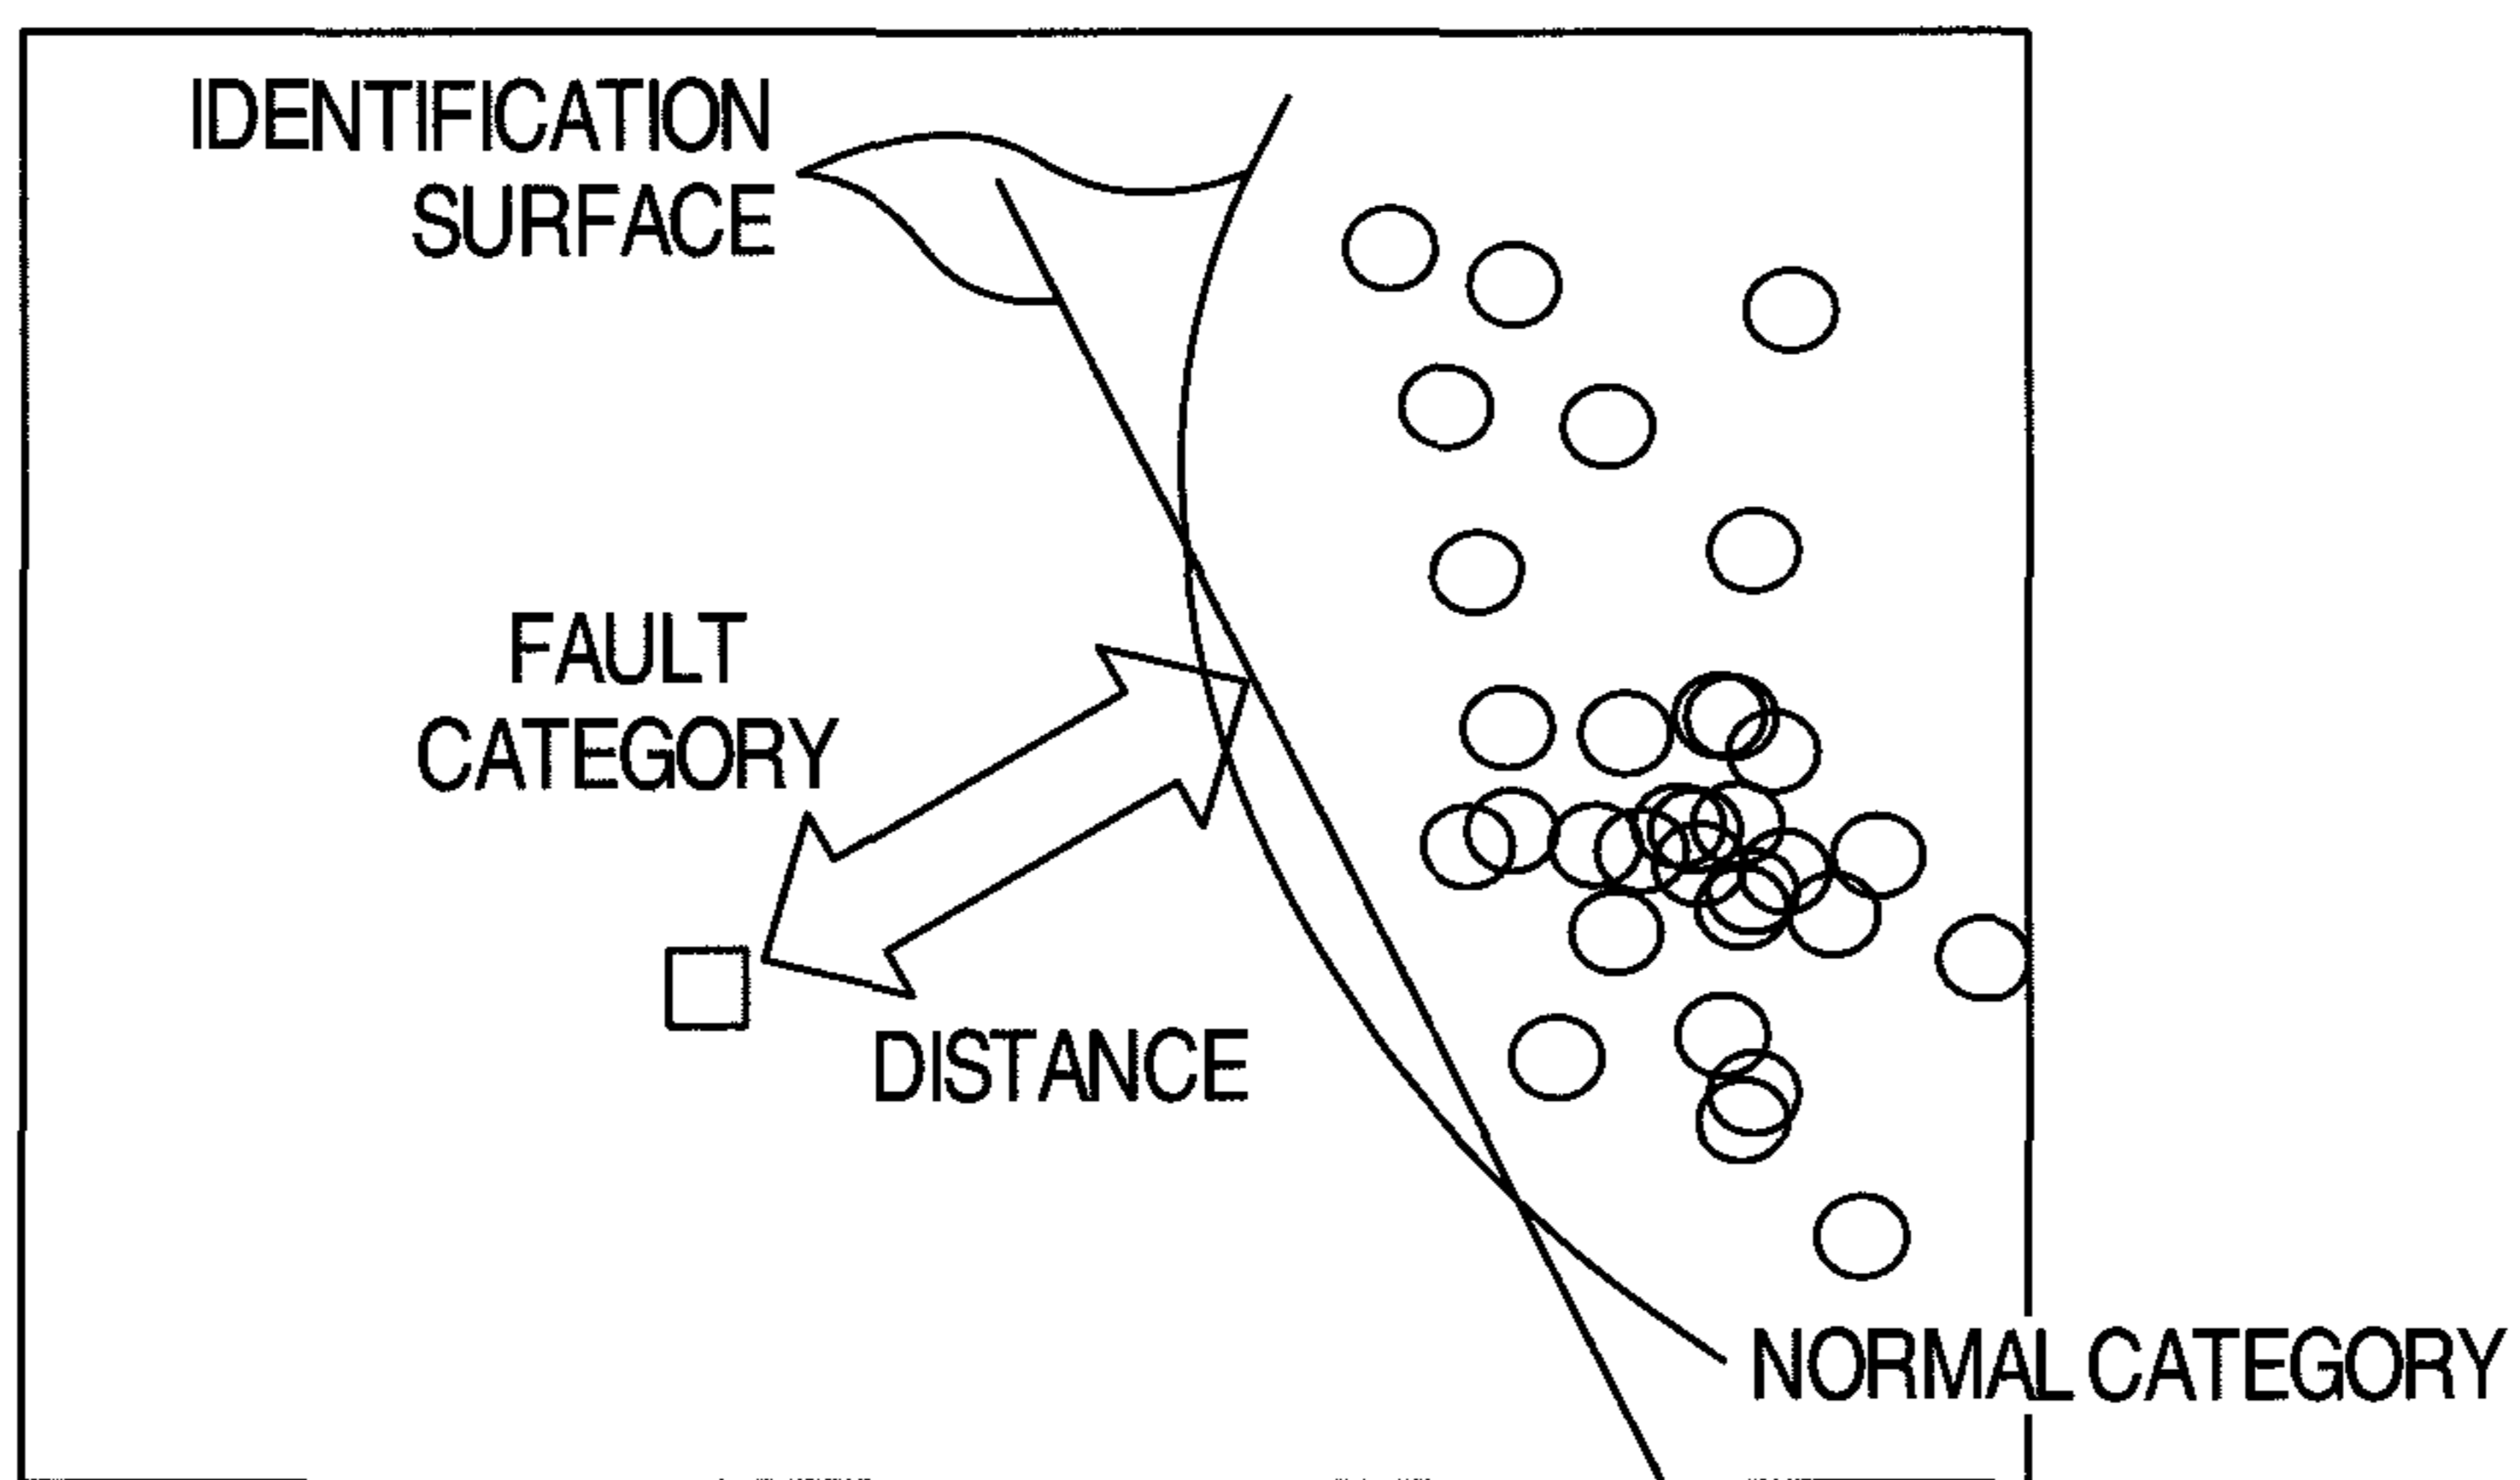 IDENTIFICATION
SURFACE
FAULT
CATEGORY
DISTANCE
NORMAL CATEGORY